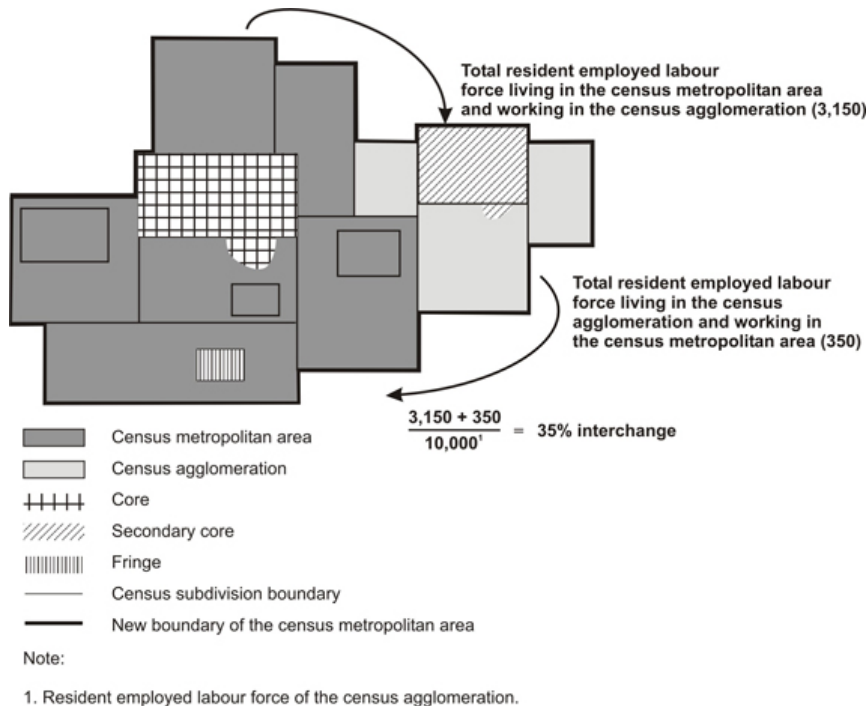 Total resident employed labour
force living in the census metropolitan area
and working in the census agglomeration (3,150)
Total resident employed labour
force living in the census
agglomeration and working in
the census metropolitan area (350)
3,150 + 350
10,000¹
= 35% interchange
Census metropolitan area
Census agglomeration
Core
Secondary core
Fringe
Census subdivision boundary
New boundary of the census metropolitan area
Note:
1. Resident employed labour force of the census agglomeration.